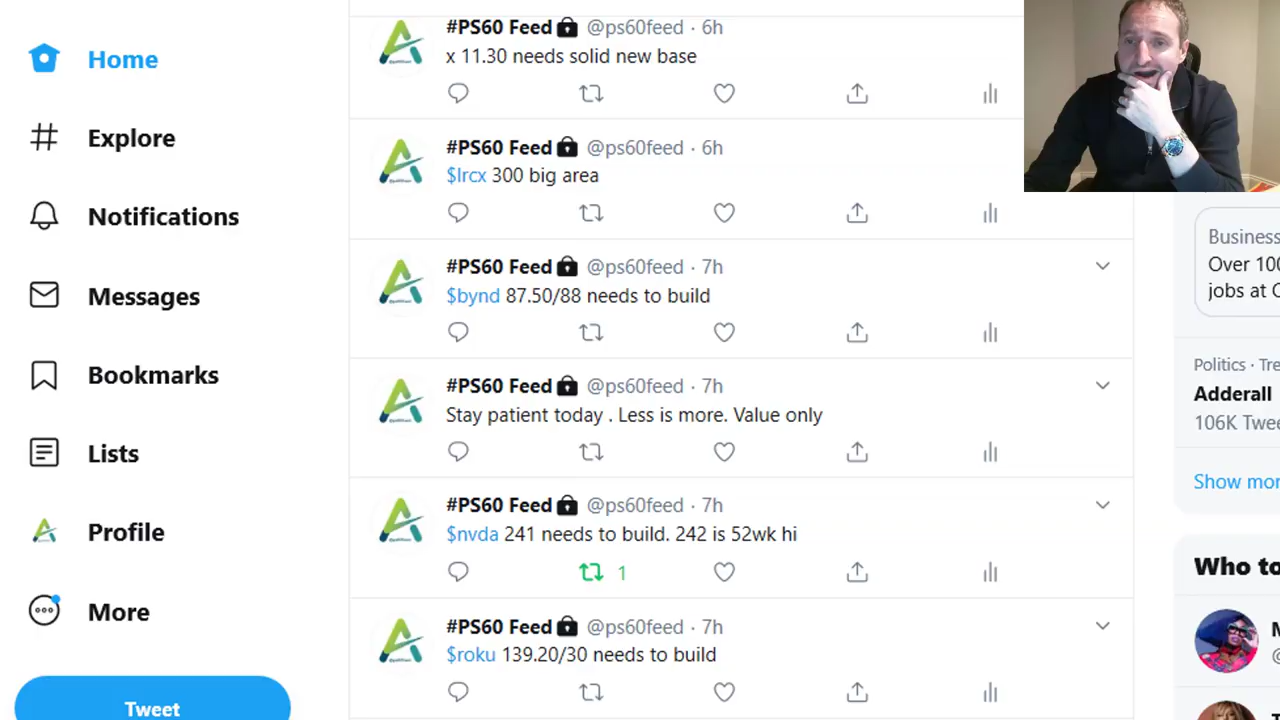 Home
Explore
Notifications
Messages
Bookmarks
Lists
Profile
More
Tweet
#PS60 Feed @ps60feed · 6h
x 11.30 needs solid new base
#PS60 Feed @ps60feed · 6h
$lrcx 300 big area
#PS60 Feed @ps60feed · 7h
$bynd 87.50/88 needs to build
#PS60 Feed @ps60feed · 7h
Stay patient today . Less is more. Value only
#PS60 Feed @ps60feed · 7h
$nvda 241 needs to build. 242 is 52wk hi
1
#PS60 Feed @ps60feed · 7h
$roku 139.20/30 needs to build
Business
Over 100
jobs at
Politics · Tre
Adderall
106K Twee
Show mor
Who to